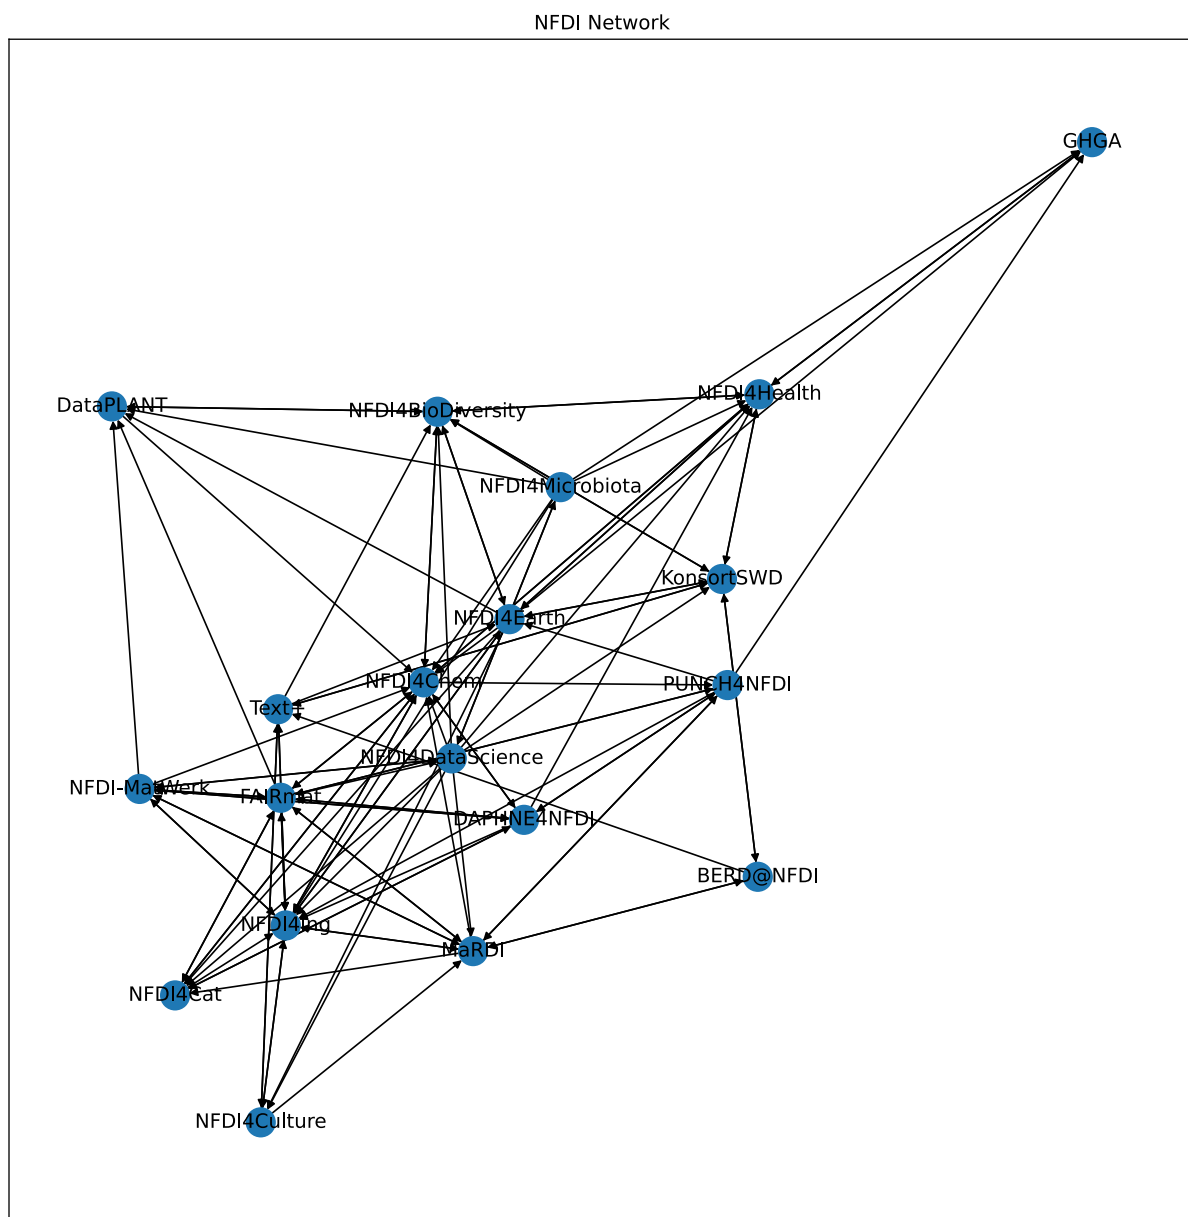 NFDI Network
GHGA
NFDI4Health
DataPLANT
NFDI4BioDiversity
NFDI4Microbiota
KonsortSWD
NFDI4Earth
NFDI4Chem
PUNCH4NFDI
Text+
NFDI4DataScience
NFDI-MatWerk
FAIRmat
DAPHNE4NFDI
BERD@NFDI
NFDI4Ing
MaRDI
NFDI4Cat
NFDI4Culture